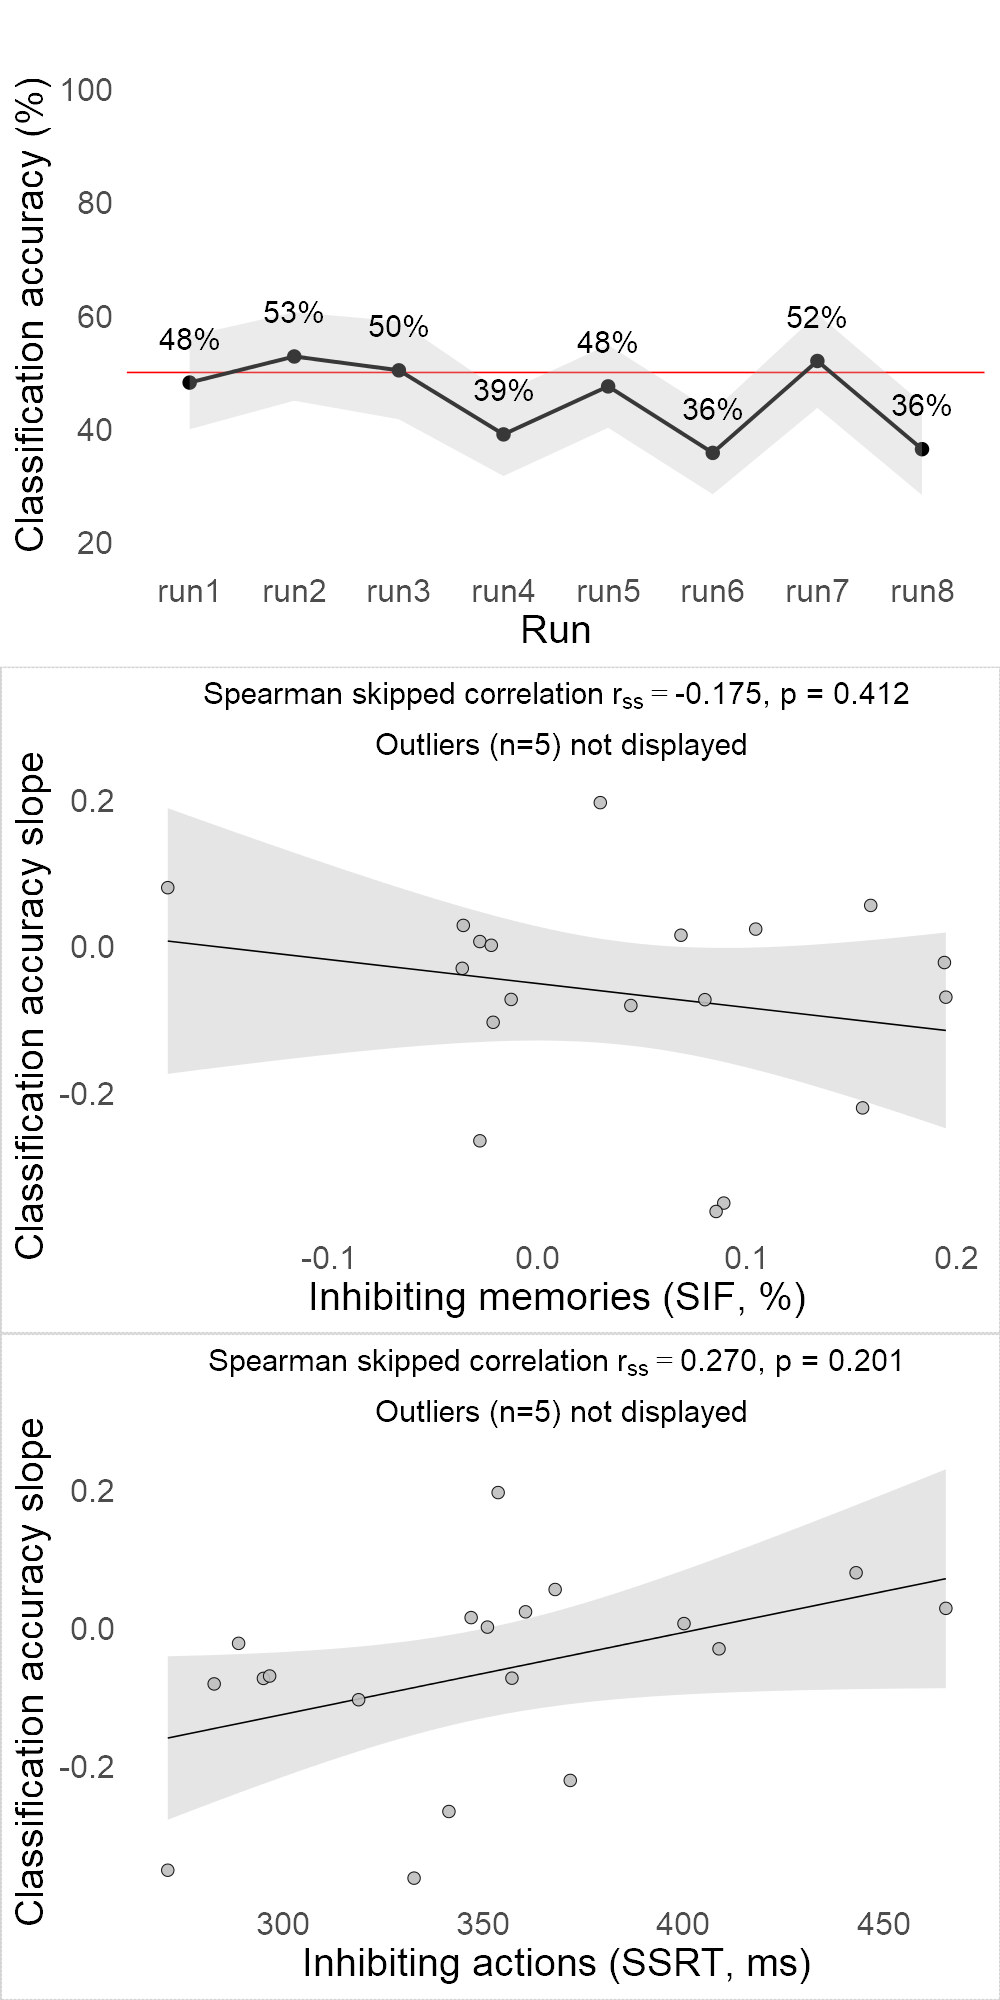 Classification accuracy (%)
100
80
60
40
20
48%
53%
50%
39%
48%
36%
52%
36%
run1 run2 run3 run4 run5 run6 run7 run8
Run
Spearman skipped correlation rss = -0.175, p = 0.412
Outliers (n=5) not displayed
Classification accuracy slope
0.2
0.0
-0.2
-0.1 0.0 0.1 0.2
Inhibiting memories (SIF, %)
Spearman skipped correlation rss = 0.270, p = 0.201
Outliers (n=5) not displayed
Classification accuracy slope
0.2
0.0
-0.2
300 350 400 450
Inhibiting actions (SSRT, ms)